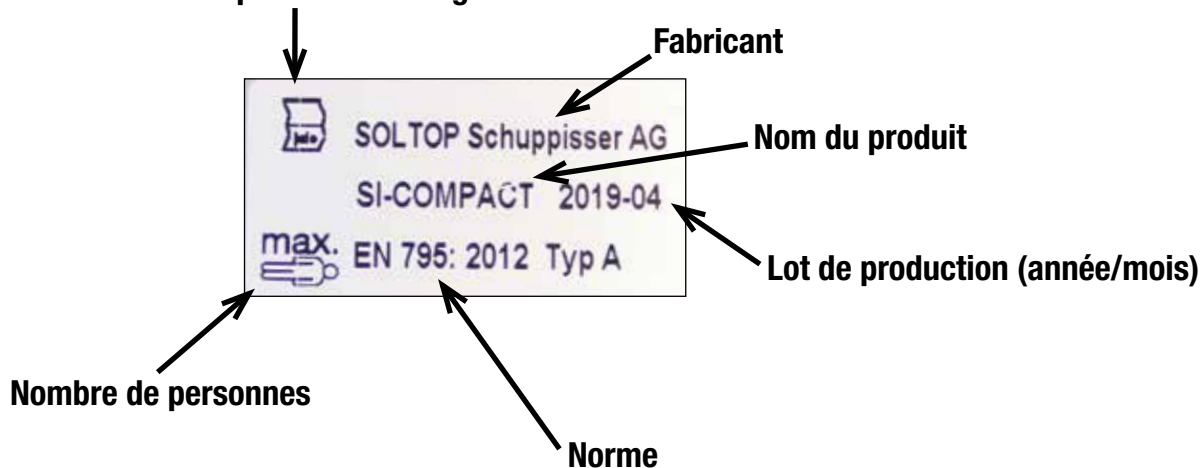 Fabricant
SOLTOP Schuppisser AG
Nom du produit
SI-COMPACT 2019-04
max. EN 795: 2012 Typ A
Lot de production (année/mois)
Nombre de personnes
Norme